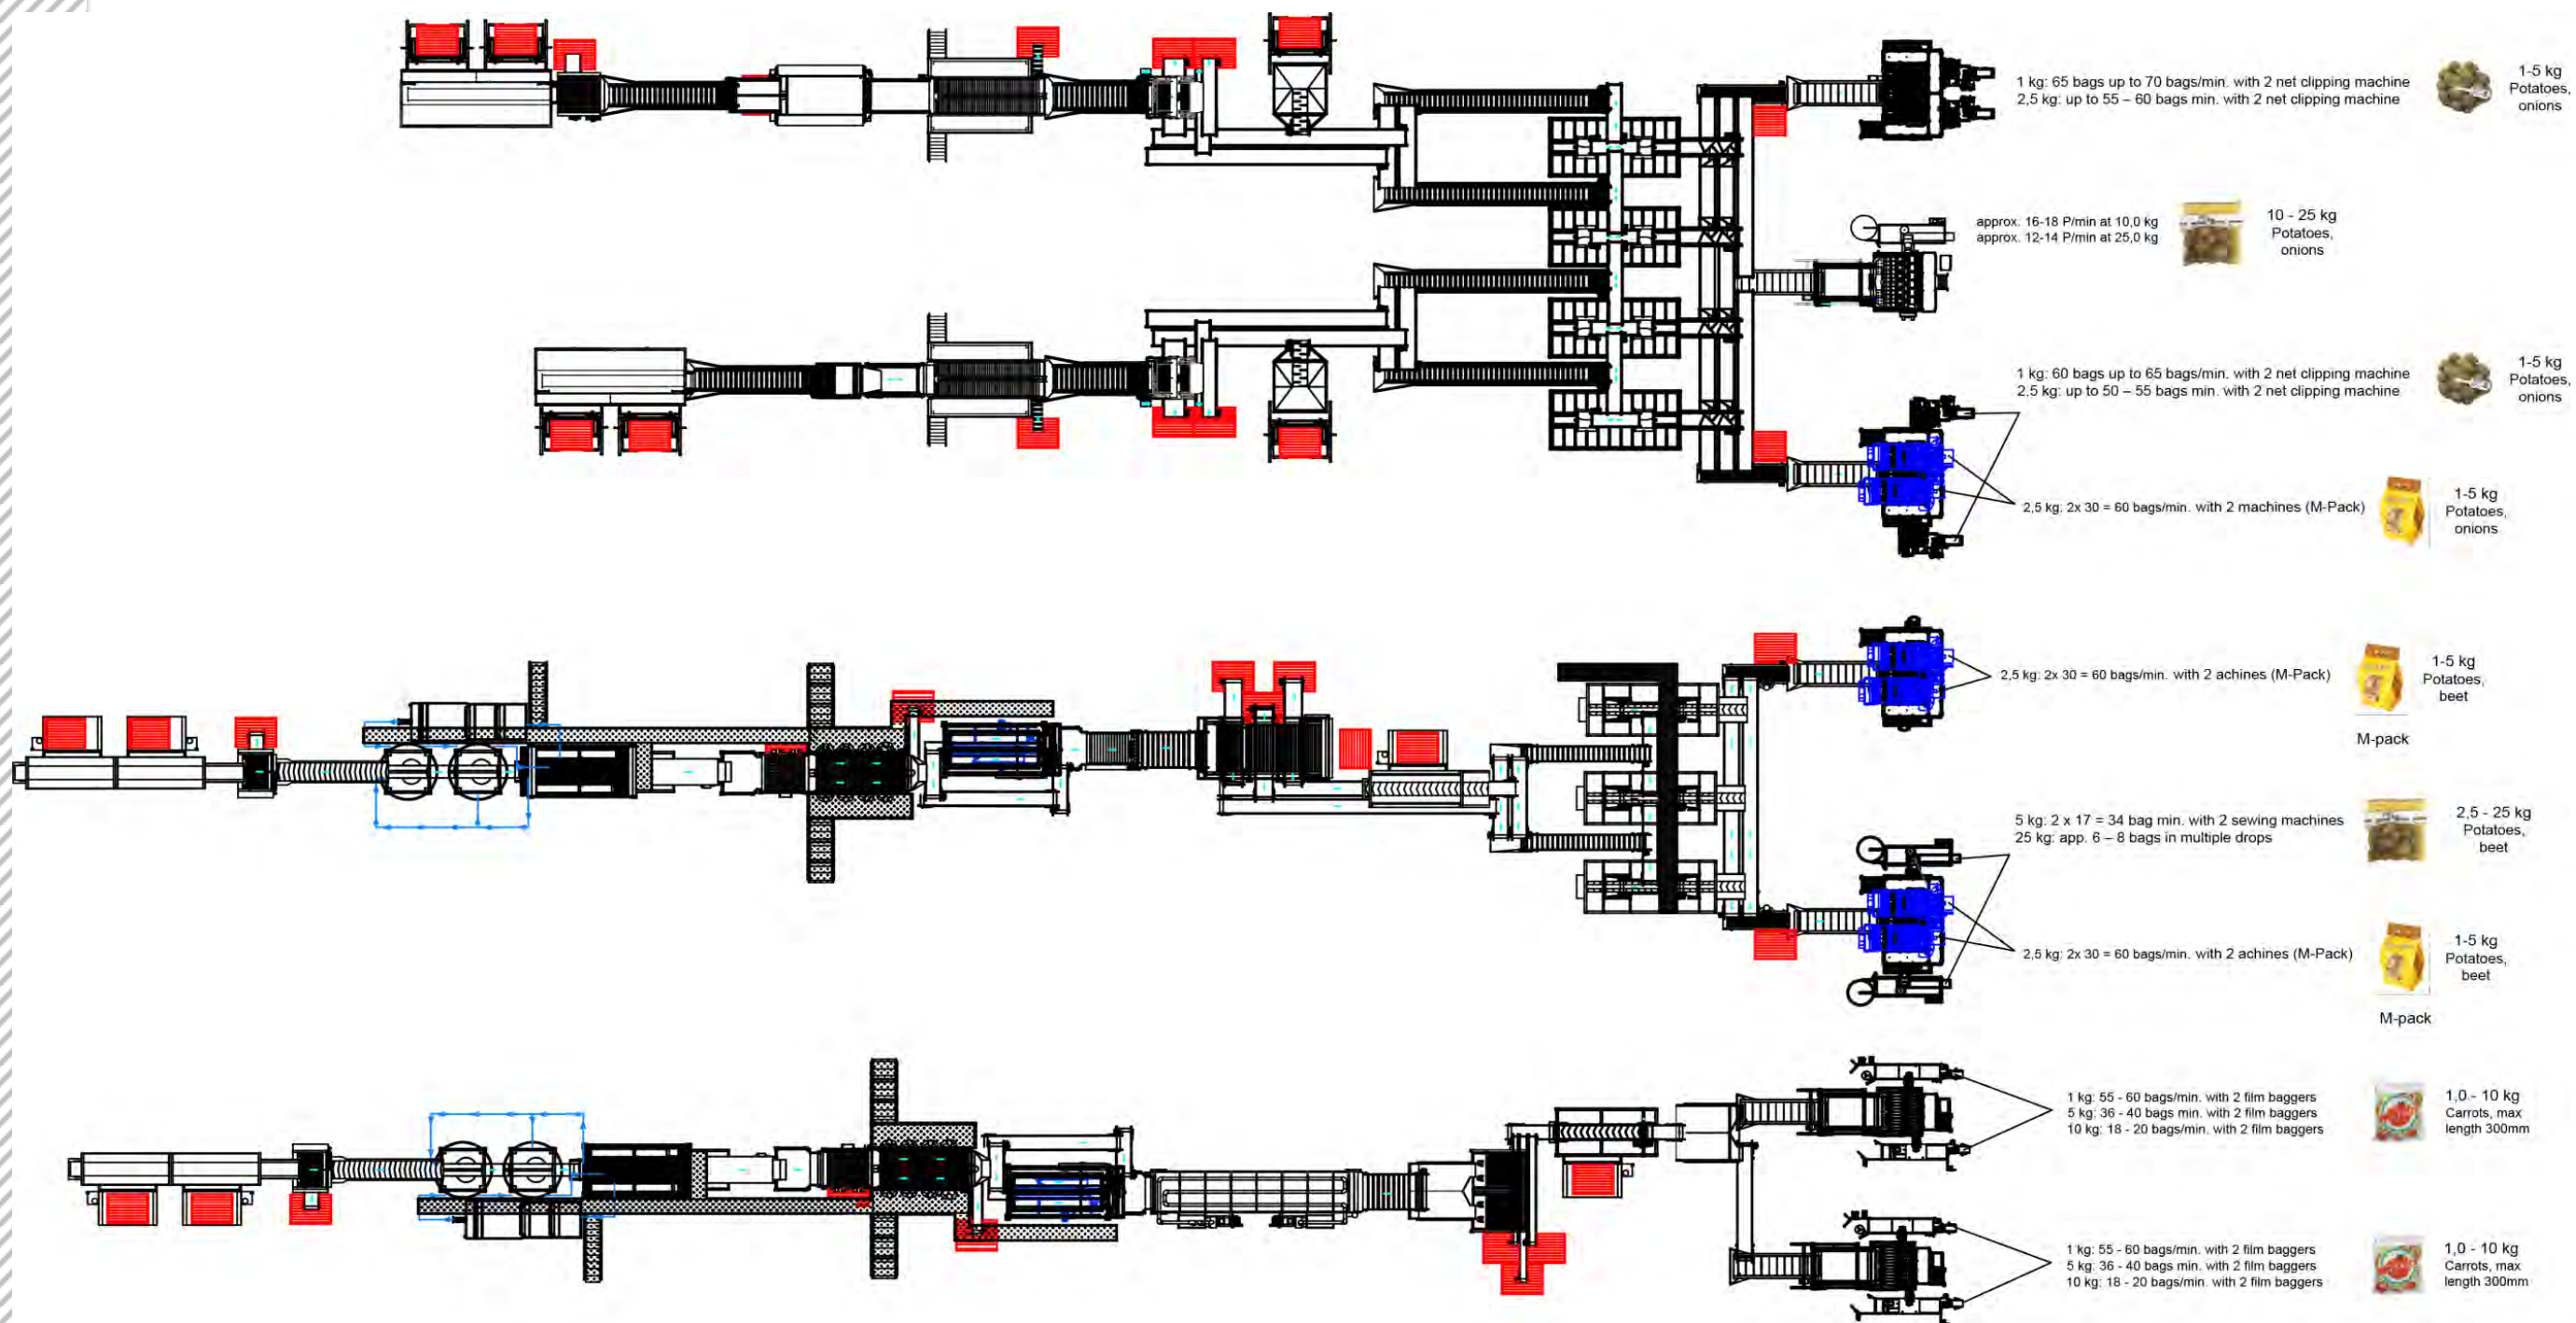 1 kg: 65 bags up to 70 bags/min. with 2 net clipping machine
2,5 kg: up to 55 – 60 bags min. with 2 net clipping machine
1-5 kg
Potatoes,
onions
approx. 16-18 P/min at 10,0 kg
approx. 12-14 P/min at 25,0 kg
10 - 25 kg
Potatoes,
onions
1 kg: 60 bags up to 65 bags/min. with 2 net clipping machine
2,5 kg: up to 50 – 55 bags min. with 2 net clipping machine
1-5 kg
Potatoes,
onions
2,5 kg: 2x 30 = 60 bags/min. with 2 machines (M-Pack)
1-5 kg
Potatoes,
onions
2,5 kg: 2x 30 = 60 bags/min. with 2 achines (M-Pack)
1-5 kg
Potatoes,
beet
M-pack
5 kg: 2 x 17 = 34 bag min. with 2 sewing machines
25 kg: app. 6 – 8 bags in multiple drops
2,5 - 25 kg
Potatoes,
beet
2,5 kg: 2x 30 = 60 bags/min. with 2 achines (M-Pack)
1-5 kg
Potatoes,
beet
M-pack
1 kg: 55 - 60 bags/min. with 2 film baggers
5 kg: 36 - 40 bags min. with 2 film baggers
10 kg: 18 - 20 bags/min. with 2 film baggers
1,0 - 10 kg
Carrots, max
length 300mm
1 kg: 55 - 60 bags/min. with 2 film baggers
5 kg: 36 - 40 bags min. with 2 film baggers
10 kg: 18 - 20 bags/min. with 2 film baggers
1,0 - 10 kg
Carrots, max
length 300mm